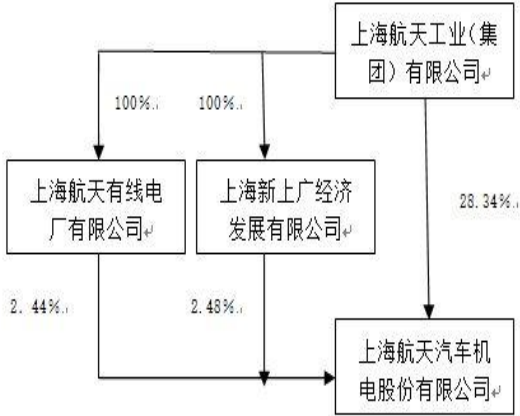 上海航天工业（集
团）有限公司
100%
100%
上海航天有线电
厂有限公司
上海新上广经济
发展有限公司
28.34%
2.44%
2.48%
上海航天汽车机
电股份有限公司